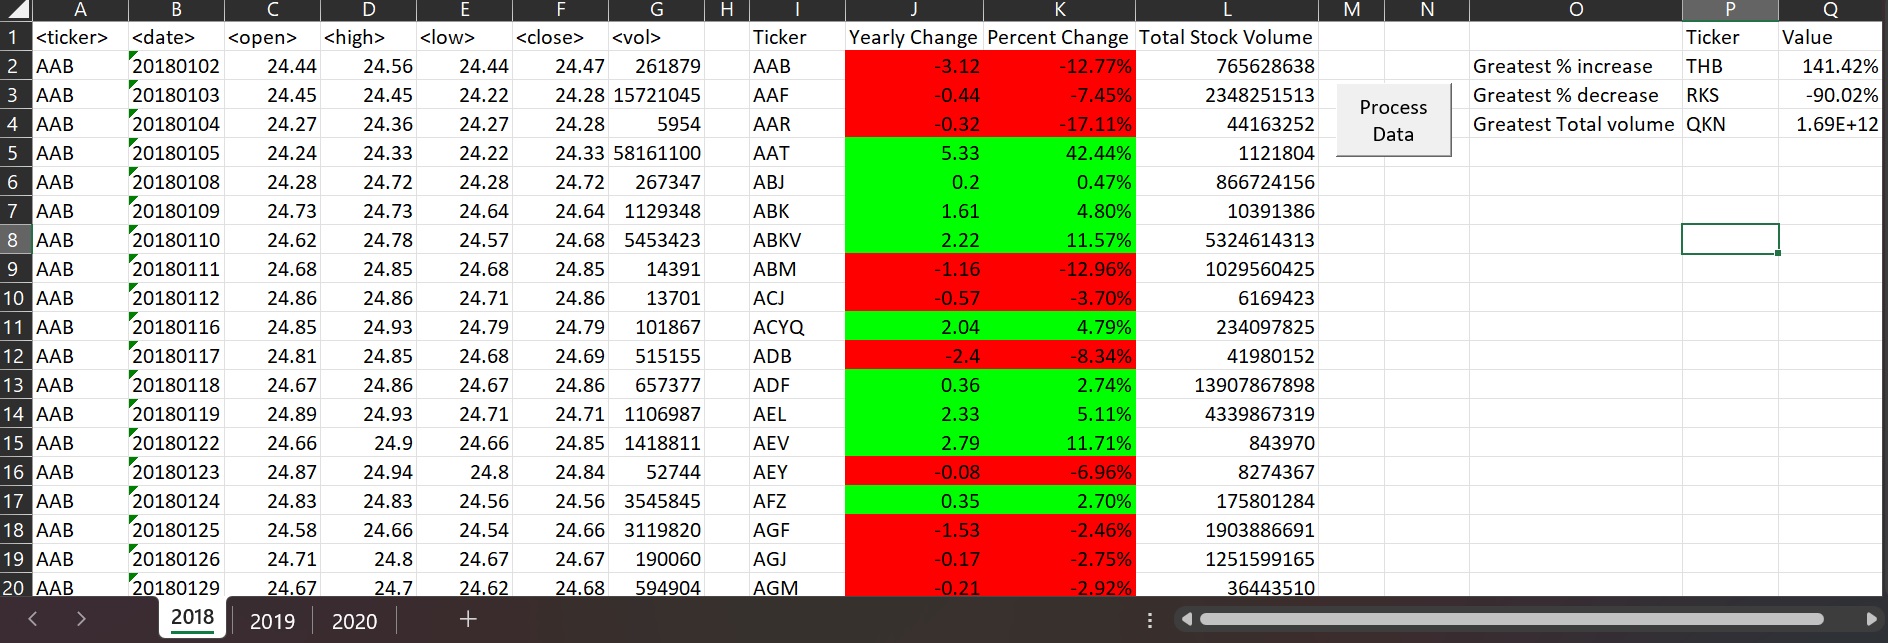 A B C D E F G H I J K L M N O P Q
1 <ticker> <date> <open> <high> <low> <close> <vol> Ticker Yearly Change Percent Change Total Stock Volume Ticker Value
2 AAB 20180102 24.44 24.56 24.44 24.47 261879 AAB -3.12 -12.77% 765628638 Greatest % increase THB 141.42%
3 AAB 20180103 24.45 24.45 24.22 24.28 15721045 AAF -0.44 -7.45% 2348251513 Greatest % decrease RKS -90.02%
Process
4 AAB 20180104 24.27 24.36 24.27 24.28 5954 AAR -0.32 -17.11% 44163252 Greatest Total volume QKN 1.69E+12
Data
5 AAB 20180105 24.24 24.33 24.22 24.33 58161100 AAT 5.33 42.44% 1121804
6 AAB 20180108 24.28 24.72 24.28 24.72 267347 ABJ 0.2 0.47% 866724156
7 AAB 20180109 24.73 24.73 24.64 24.64 1129348 ABK 1.61 4.80% 10391386
8 AAB 20180110 24.62 24.78 24.57 24.68 5453423 ABKV 2.22 11.57% 5324614313
9 AAB 20180111 24.68 24.85 24.68 24.85 14391 ABM -1.16 -12.96% 1029560425
10 AAB 20180112 24.86 24.86 24.71 24.86 13701 ACJ -0.57 -3.70% 6169423
11 AAB 20180116 24.85 24.93 24.79 24.79 101867 ACYQ 2.04 4.79% 234097825
12 AAB 20180117 24.81 24.85 24.68 24.69 515155 ADB -2.4 -8.34% 41980152
13 AAB 20180118 24.67 24.86 24.67 24.86 657377 ADF 0.36 2.74% 13907867898
14 AAB 20180119 24.89 24.93 24.71 24.71 1106987 AEL 2.33 5.11% 4339867319
15 AAB 20180122 24.66 24.9 24.66 24.85 1418811 AEV 2.79 11.71% 843970
16 AAB 20180123 24.87 24.94 24.8 24.84 52744 AEY -0.08 -6.96% 8274367
17 AAB 20180124 24.83 24.83 24.56 24.56 3545845 AFZ 0.35 2.70% 175801284
18 AAB 20180125 24.58 24.66 24.54 24.66 3119820 AGF -1.53 -2.46% 1903886691
19 AAB 20180126 24.71 24.8 24.67 24.67 190060 AGJ -0.17 -2.75% 1251599165
20 AAB 20180129 24.67 24.7 24.62 24.68 594904 AGM -0.21 -2.92% 36443510
2018 2019 2020